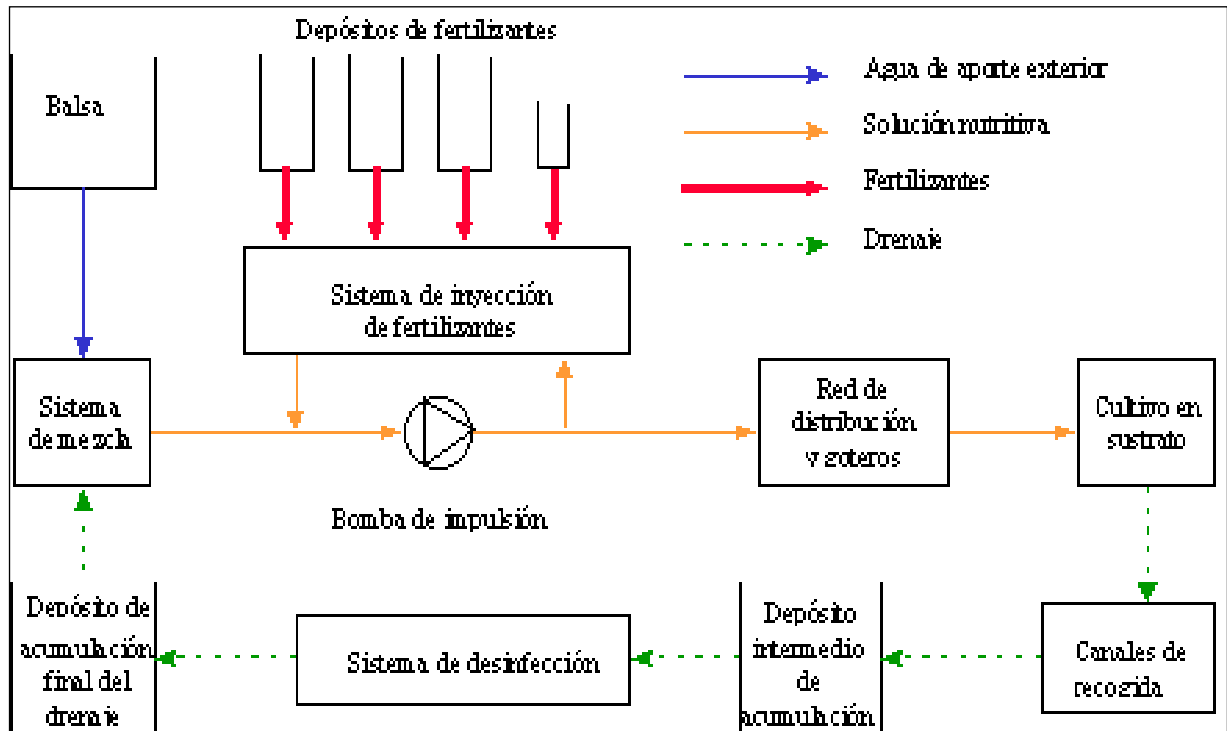 Depósitos de fertilizantes
Balsa
Agua de aporte exterior
Solución nutritiva
Fertilizantes
Drenaje
Sistema de inyección
de fertilizantes
Sistema
de mezcla
Red de
distribución
y goteros
Cultivo en
sustrato
Bomba de impulsión
Depósito de
acumulación
final del
drenaje
Sistema de desinfección
Depósito
intermedio
de
acumulación
Canales de
recogida